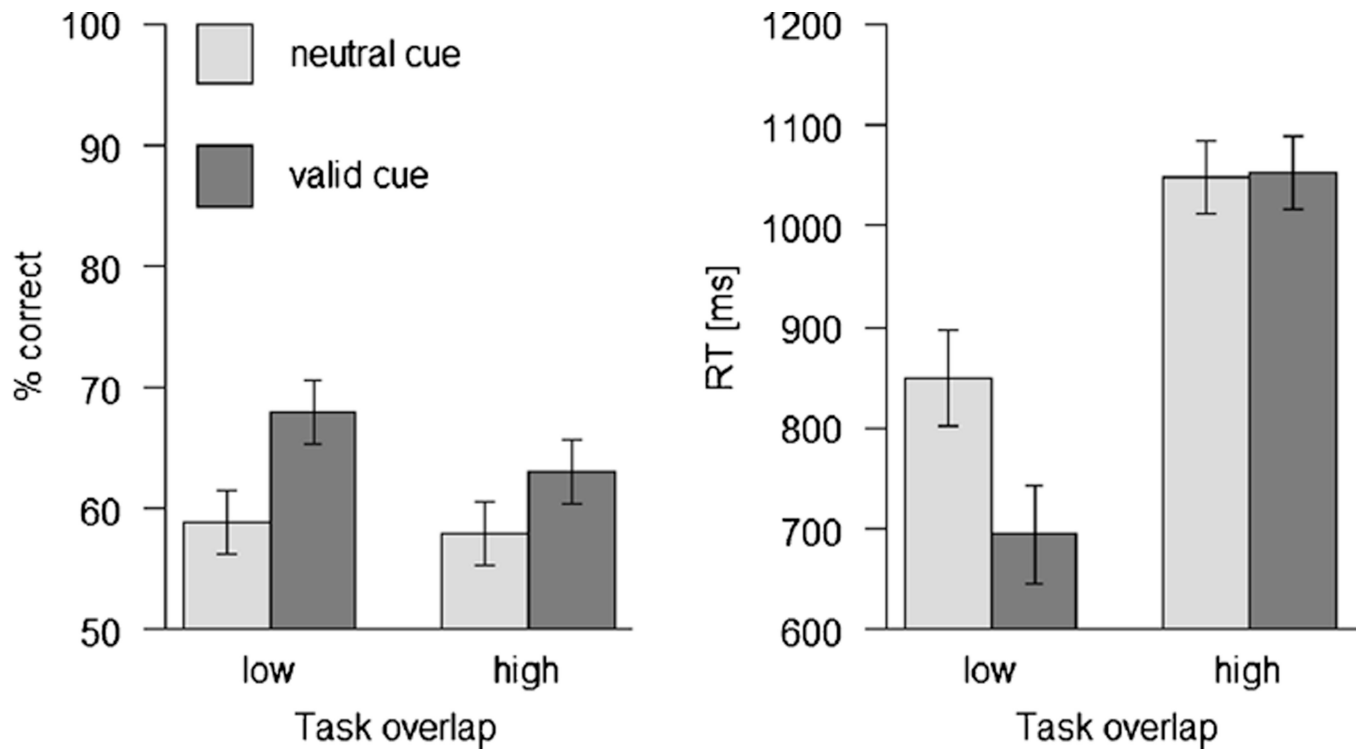 100
90
80
70
60
50
% correct
neutral cue
valid cue
low
high
Task overlap
1200
1100
1000
900
800
700
600
RT [ms]
low
high
Task overlap